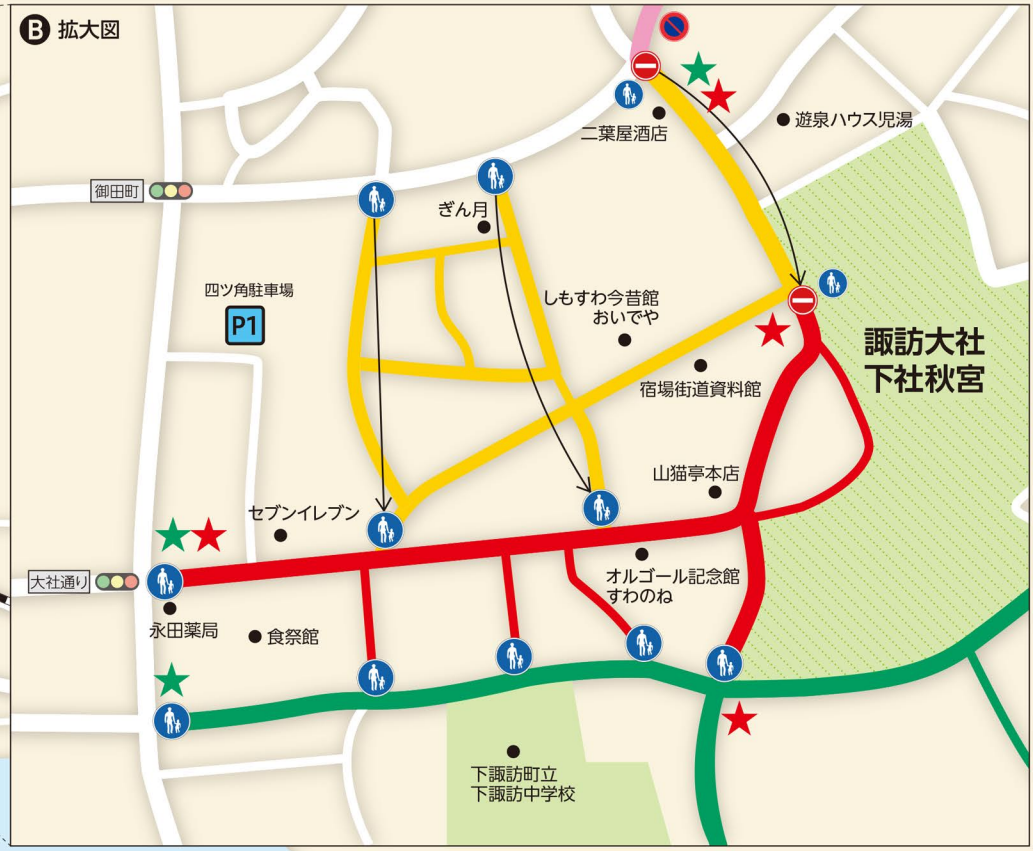 B 拡大図
二葉屋酒店
遊泉ハウス児湯
御田町
ぎん月
四ツ角駐車場
P1
しもすわ今昔館
おいでや
諏訪大社
下社秋宮
宿場街道資料館
山猫亭本店
セブンイレブン
大社通り
オルゴール記念館
すわのね
永田薬局
食祭館
下諏訪町立
下諏訪中学校